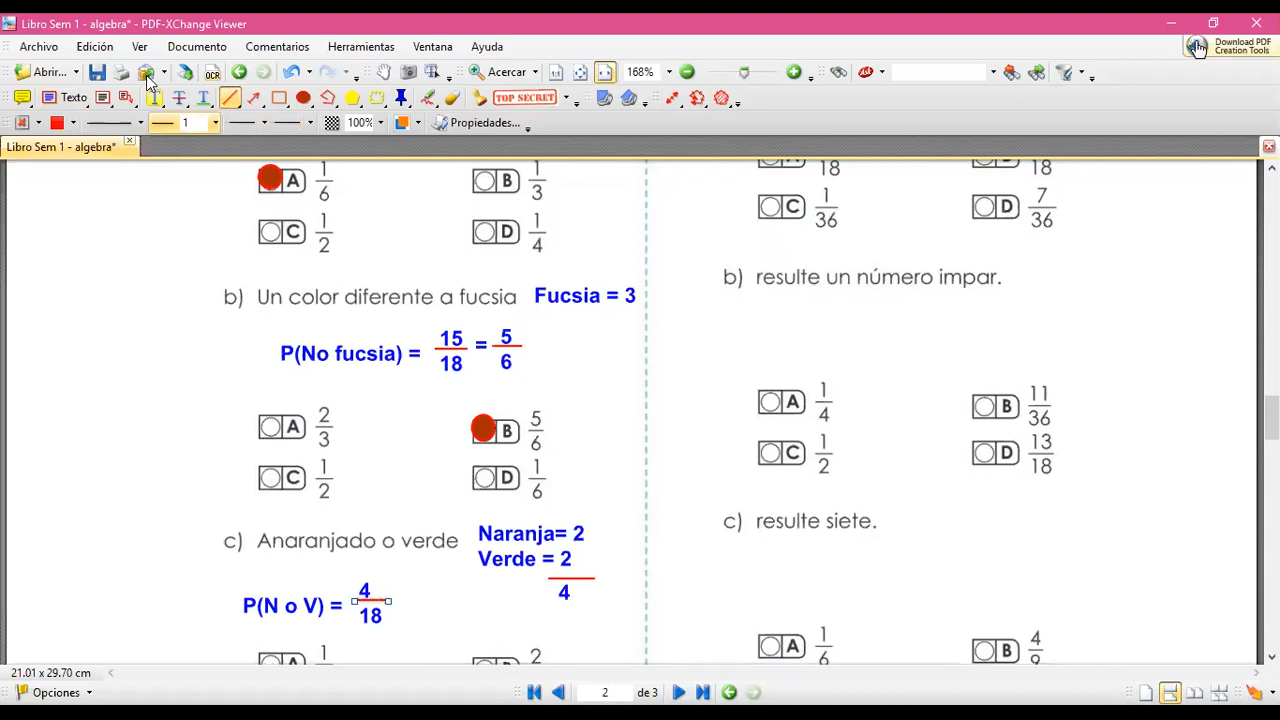 Libro Sem 1 - algebra* - PDF-XChange Viewer
Archivo Edición Ver Documento Comentarios Herramientas Ventana Ayuda
Download PDF
Creation Tools
Abrir... OCR Acercar 168%
Texto TOP SECRET
1 100% Propiedades...
Libro Sem 1 - algebra*
A 1/6 B 1/3
C 1/2 D 1/4
b) Un color diferente a fucsia Fucsia = 3
P(No fucsia) = 15/18 = 5/6
A 2/3 B 5/6
C 1/2 D 1/6
c) Anaranjado o verde
Naranja= 2
Verde = 2
4
P(N o V) = 4/18
A 1 2
18 18
C 1/36 D 7/36
b) resulte un número impar.
A 1/4 B 11/36
C 1/2 D 13/18
c) resulte siete.
A 1/6 B 4/9
21.01 x 29.70 cm
Opciones 2 de 3